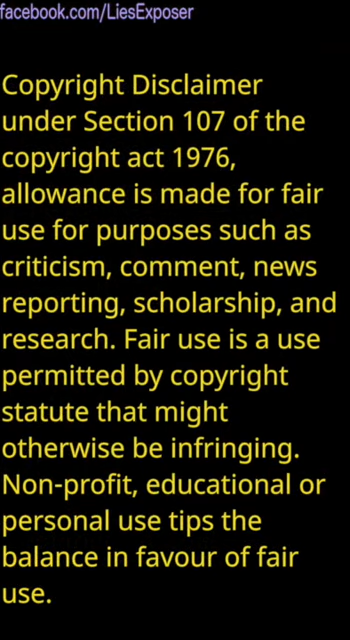 facebook.com/LiesExposer
Copyright Disclaimer
under Section 107 of the
copyright act 1976,
allowance is made for fair
use for purposes such as
criticism, comment, news
reporting, scholarship, and
research. Fair use is a use
permitted by copyright
statute that might
otherwise be infringing.
Non-profit, educational or
personal use tips the
balance in favour of fair
use.